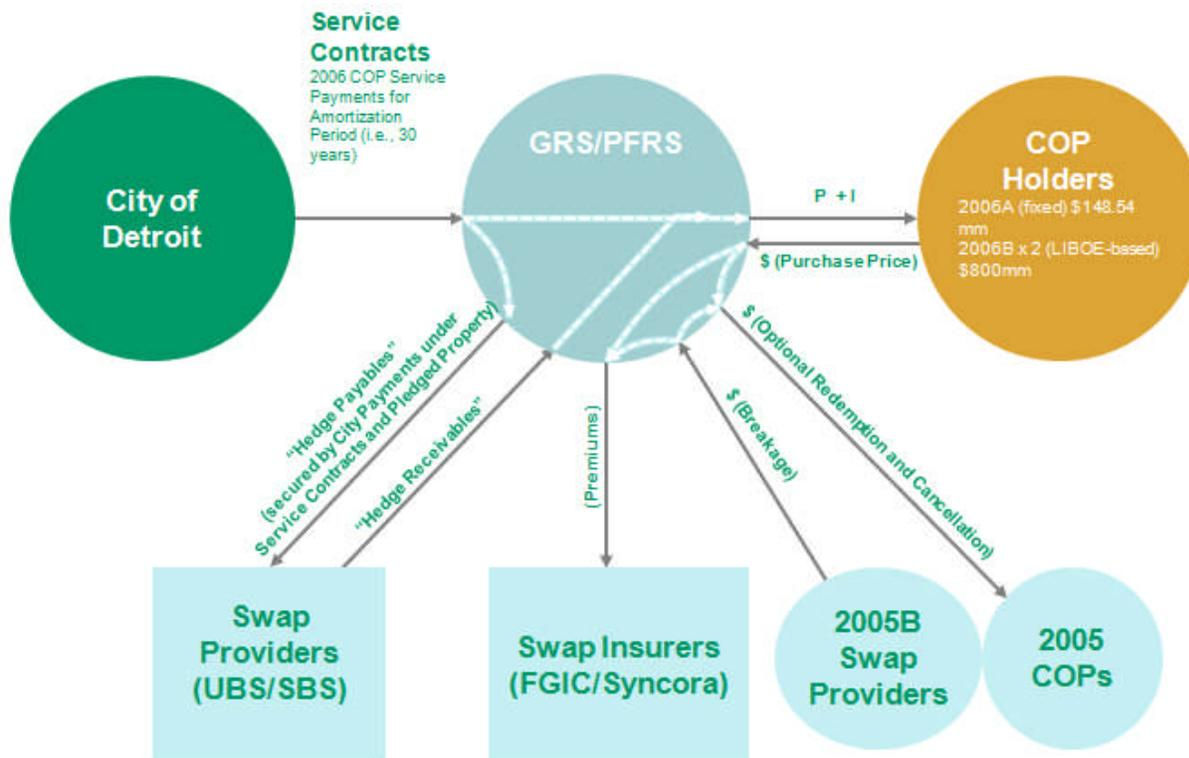 Service
Contracts
2006 COP Service
Payments for
Amortization
Period (i.e., 30
years)
City of
Detroit
GRS/PFRS
P + I
$ (Purchase Price)
COP
Holders
2006A (fixed) $148.54
mm
2006B x 2 (LIBOE-based)
$800mm
“Hedge Payables”
(secured by City Payments under
Service Contracts and Pledged Property)
“Hedge Receivables”
(Premiums)
$ (Breakage)
$ (Optional Redemption and Cancellation)
Swap
Providers
(UBS/SBS)
Swap Insurers
(FGIC/Syncora)
2005B
Swap
Providers
2005
COPs